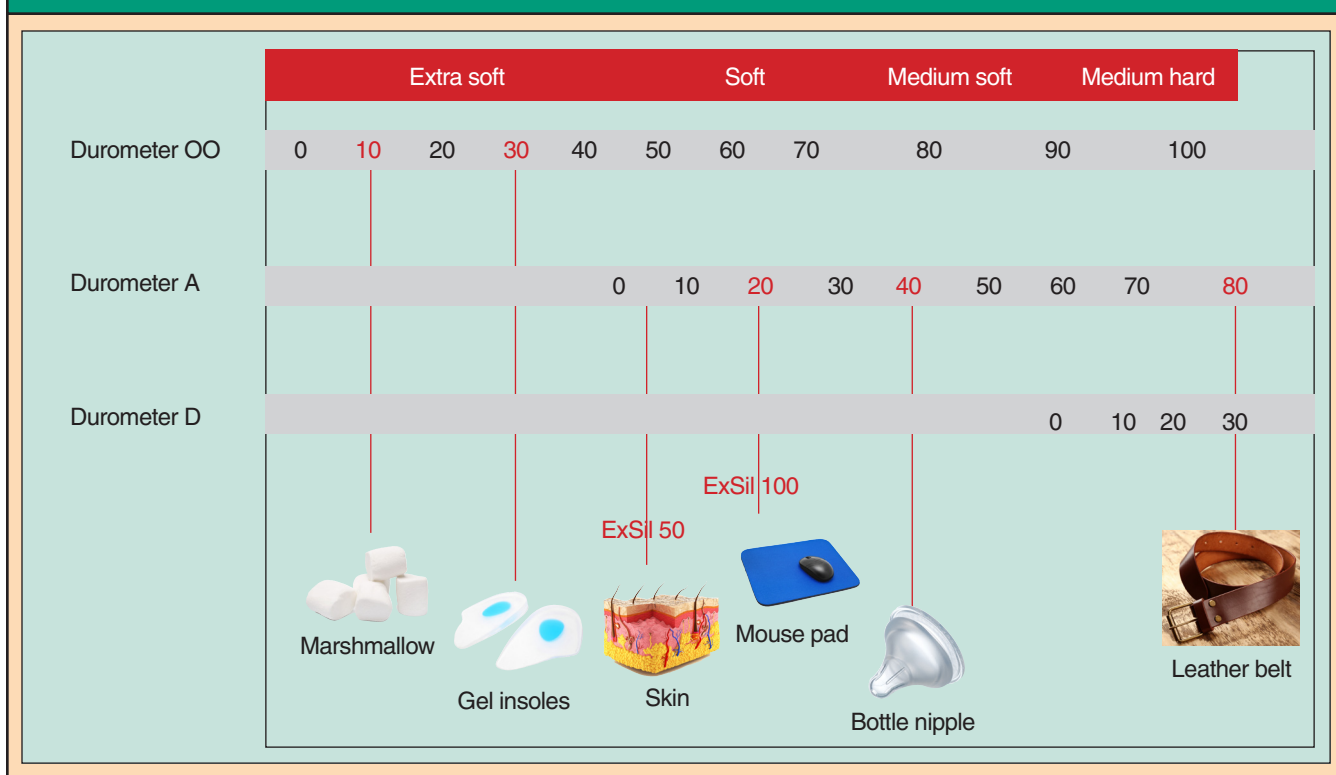 Extra soft Soft Medium soft Medium hard
Durometer OO 0 10 20 30 40 50 60 70 80 90 100
Durometer A 0 10 20 30 40 50 60 70 80
Durometer D 0 10 20 30
ExSil 100
ExSil 50
Marshmallow
Mouse pad
Leather belt
Gel insoles
Skin
Bottle nipple